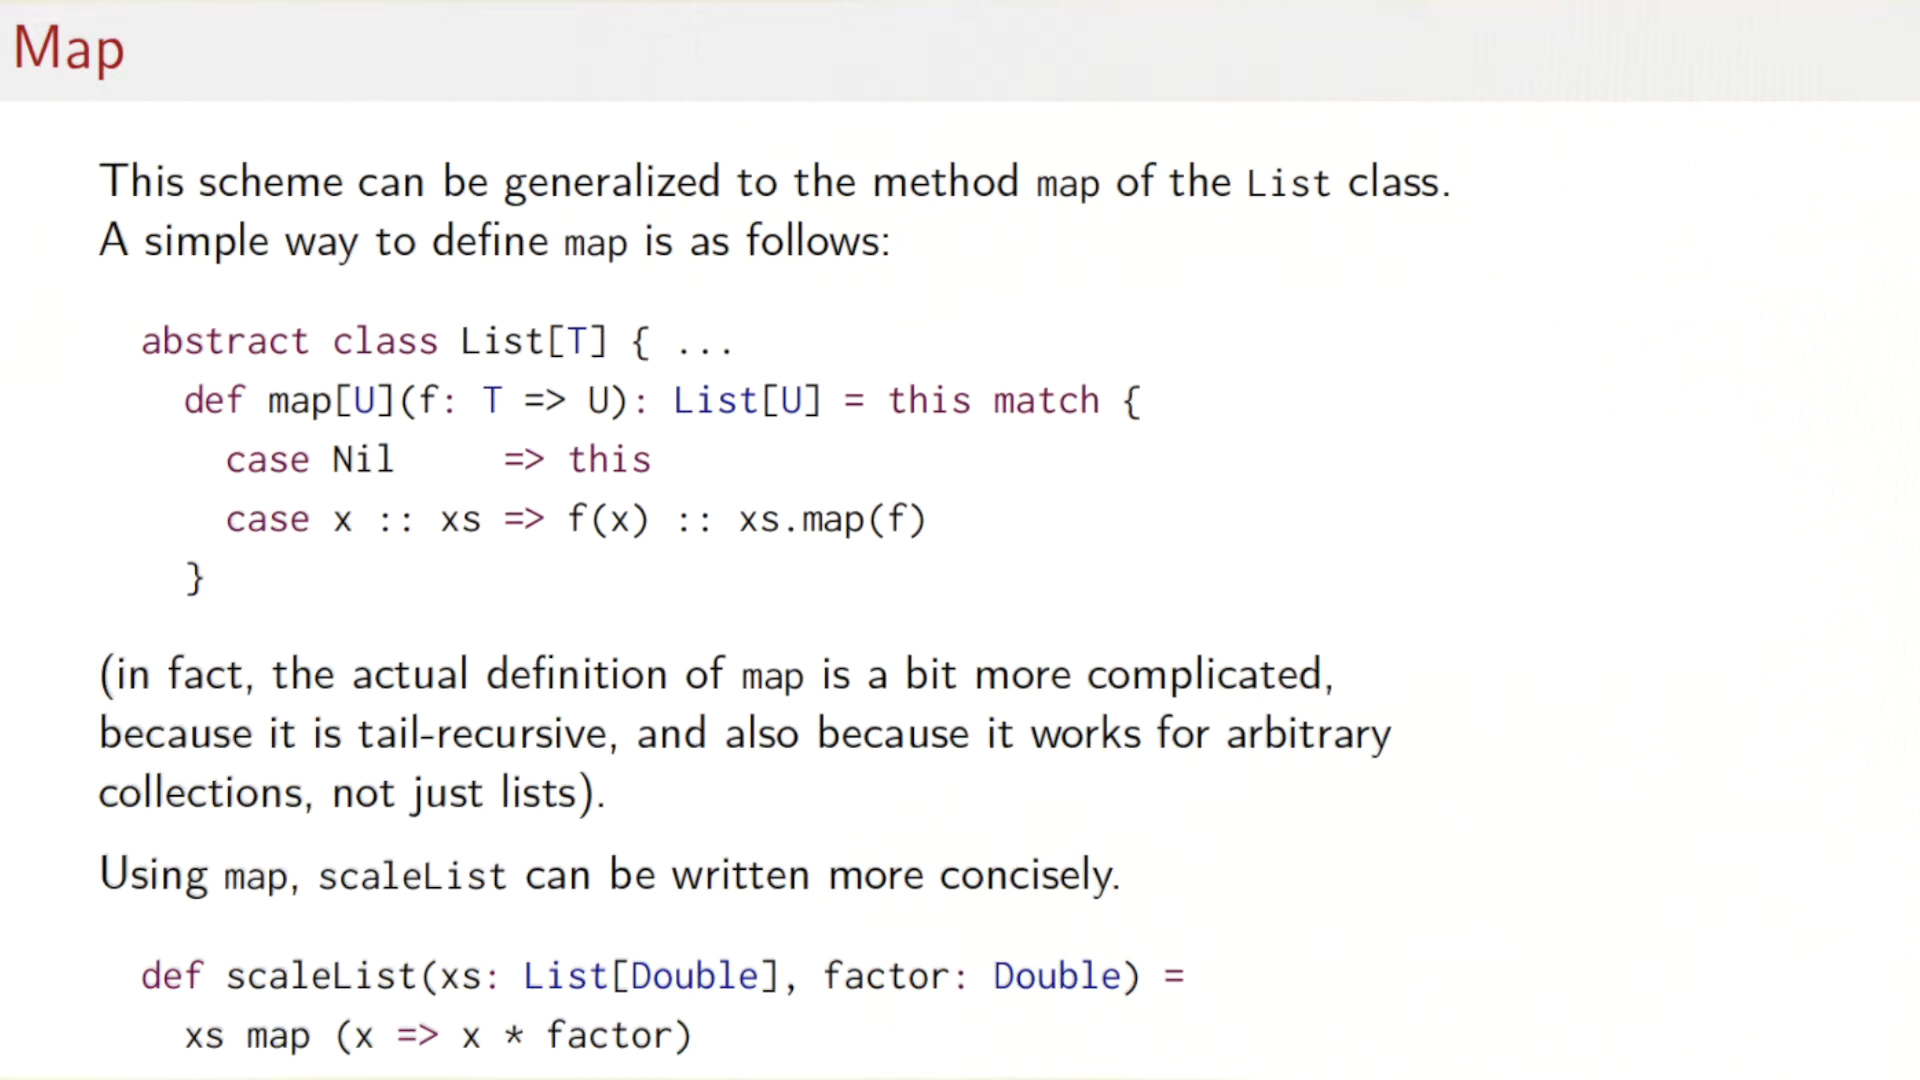 Map
This scheme can be generalized to the method map of the List class.
A simple way to define map is as follows:
abstract class List[T] { ...
def map[U](f: T => U): List[U] = this match {
case Nil => this
case x :: xs => f(x) :: xs.map(f)
}
(in fact, the actual definition of map is a bit more complicated,
because it is tail-recursive, and also because it works for arbitrary
collections, not just lists).
Using map, scaleList can be written more concisely.
def scaleList(xs: List[Double], factor: Double) =
xs map (x => x * factor)